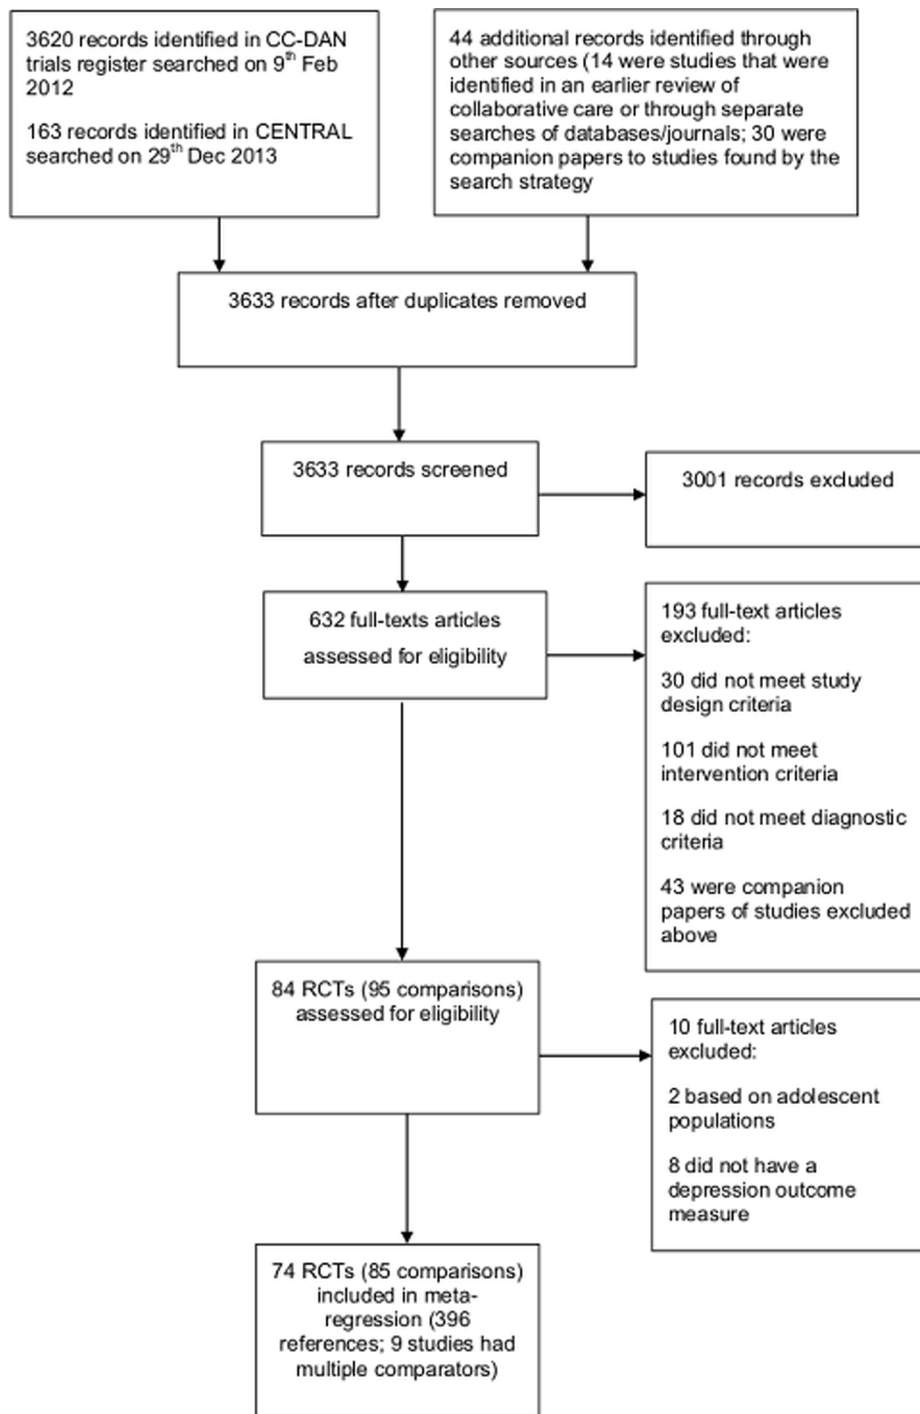 3620 records identified in CC-DAN
trials register searched on 9th Feb
2012
163 records identified in CENTRAL
searched on 29th Dec 2013
44 additional records identified through
other sources (14 were studies that were
identified in an earlier review of
collaborative care or through separate
searches of databases/journals; 30 were
companion papers to studies found by the
search strategy
3633 records after duplicates removed
3633 records screened
3001 records excluded
632 full-texts articles
assessed for eligibility
193 full-text articles
excluded:
30 did not meet study
design criteria
101 did not meet
intervention criteria
18 did not meet diagnostic
criteria
43 were companion
papers of studies excluded
above
84 RCTs (95 comparisons)
assessed for eligibility
10 full-text articles
excluded:
2 based on adolescent
populations
8 did not have a
depression outcome
measure
74 RCTs (85 comparisons)
included in meta-
regression (396
references; 9 studies had
multiple comparators)